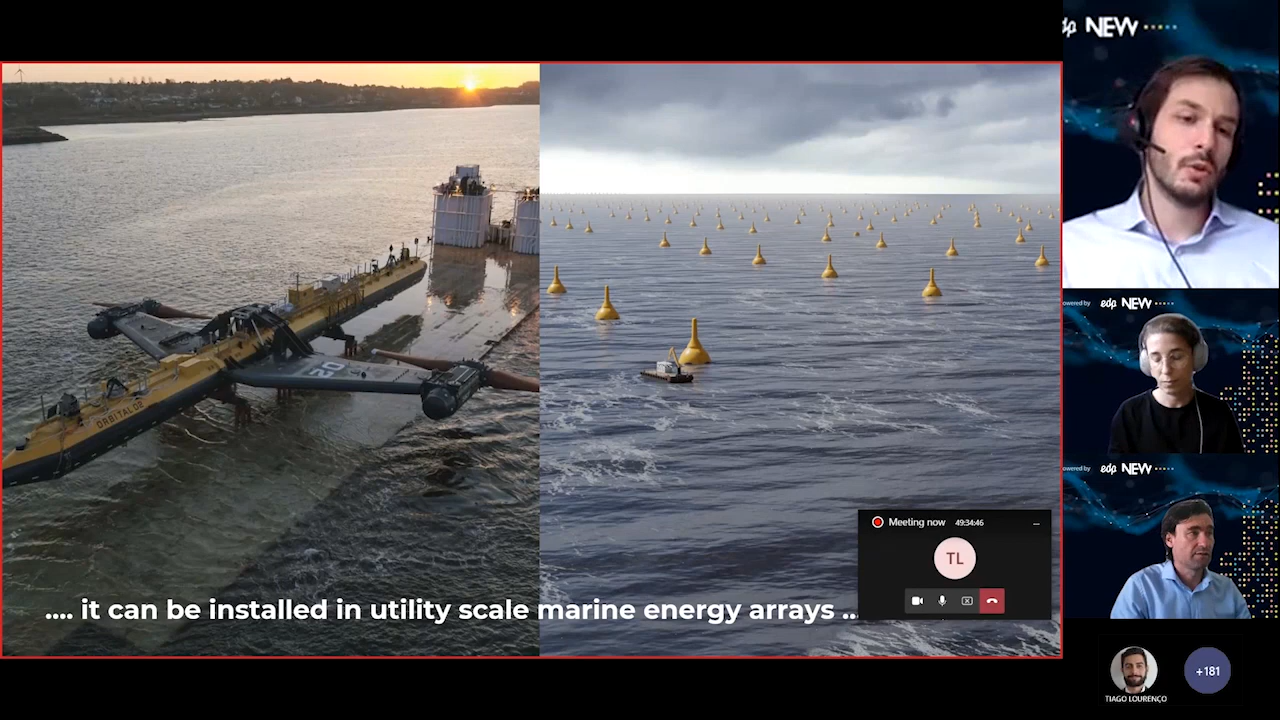 edp NEW
ORBITAL O2
20
Meeting now 49:34:46
TL
.... it can be installed in utility scale marine energy arrays ...
powered by edp NEW
powered by edp NEW
TIAGO LOURENÇO
+181